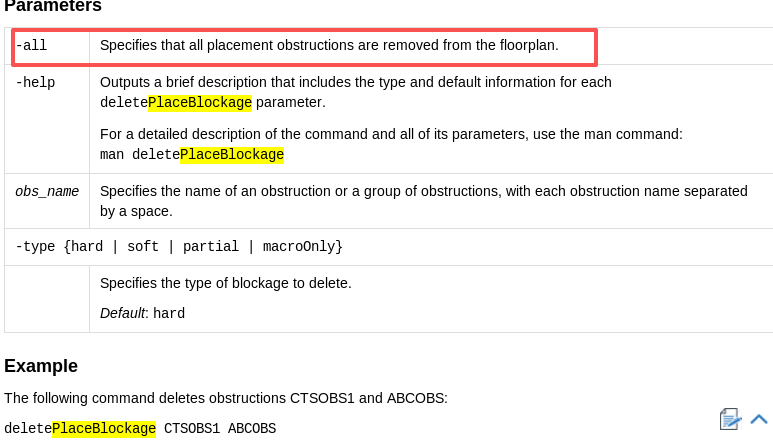 Parameters
-all Specifies that all placement obstructions are removed from the floorplan.
-help Outputs a brief description that includes the type and default information for each
deletePlaceBlockage parameter.
For a detailed description of the command and all of its parameters, use the man command:
man deletePlaceBlockage
obs_name Specifies the name of an obstruction or a group of obstructions, with each obstruction name separated
by a space.
-type {hard | soft | partial | macroOnly}
Specifies the type of blockage to delete.
Default: hard
Example
The following command deletes obstructions CTSOBS1 and ABCOBS:
deletePlaceBlockage CTSOBS1 ABCOBS